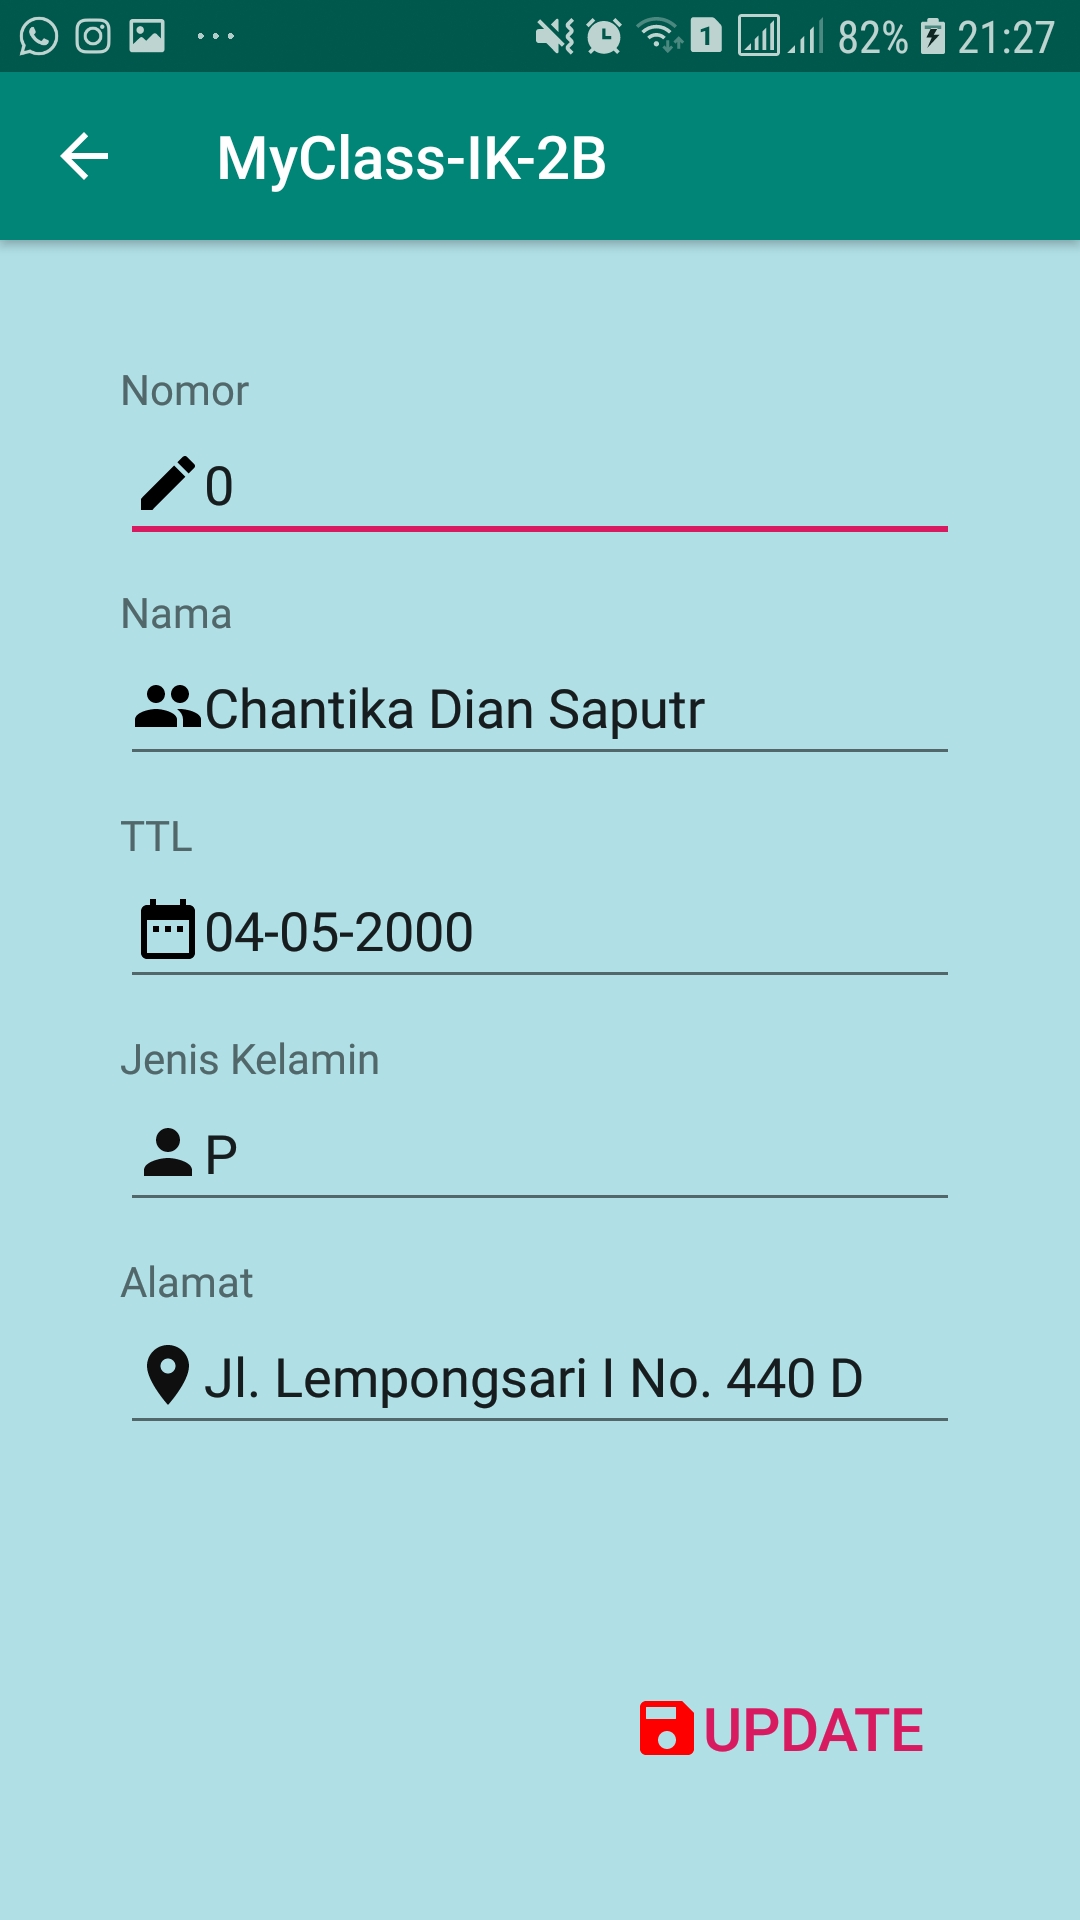 82% 21:27
MyClass-IK-2B
Nomor
0
Nama
Chantika Dian Saputr
TTL
04-05-2000
Jenis Kelamin
P
Alamat
Jl. Lempongsari I No. 440 D
UPDATE